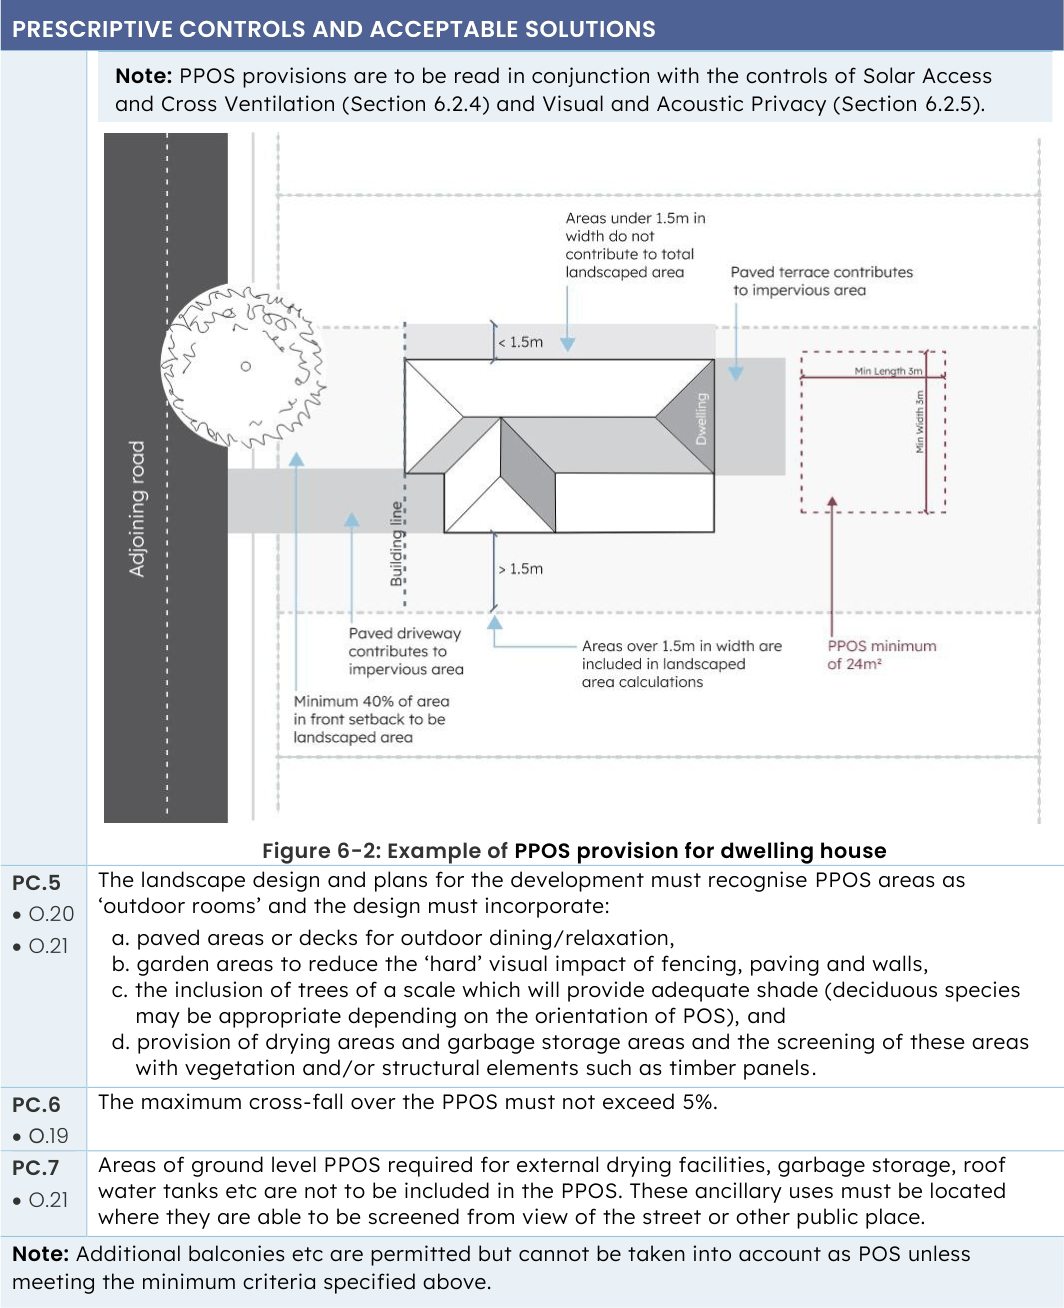 PRESCRIPTIVE CONTROLS AND ACCEPTABLE SOLUTIONS
Note: PPOS provisions are to be read in conjunction with the controls of Solar Access
and Cross Ventilation (Section 6.2.4) and Visual and Acoustic Privacy (Section 6.2.5).
Areas under 1.5m in
width do not
contribute to total
landscaped area
Paved terrace contributes
to impervious area
< 1.5m
Min Length 3m
Min Width 3m
Dwelling
Adjoining road
Building line
> 1.5m
Paved driveway
contributes to
impervious area
Areas over 1.5m in width are
included in landscaped
area calculations
PPOS minimum
of 24m²
Minimum 40% of area
in front setback to be
landscaped area
Figure 6-2: Example of PPOS provision for dwelling house
PC.5
• O.20
• O.21
The landscape design and plans for the development must recognise PPOS areas as
‘outdoor rooms’ and the design must incorporate:
a. paved areas or decks for outdoor dining/relaxation,
b. garden areas to reduce the ‘hard’ visual impact of fencing, paving and walls,
c. the inclusion of trees of a scale which will provide adequate shade (deciduous species
may be appropriate depending on the orientation of POS), and
d. provision of drying areas and garbage storage areas and the screening of these areas
with vegetation and/or structural elements such as timber panels.
PC.6
• O.19
The maximum cross-fall over the PPOS must not exceed 5%.
PC.7
• O.21
Areas of ground level PPOS required for external drying facilities, garbage storage, roof
water tanks etc are not to be included in the PPOS. These ancillary uses must be located
where they are able to be screened from view of the street or other public place.
Note: Additional balconies etc are permitted but cannot be taken into account as POS unless
meeting the minimum criteria specified above.